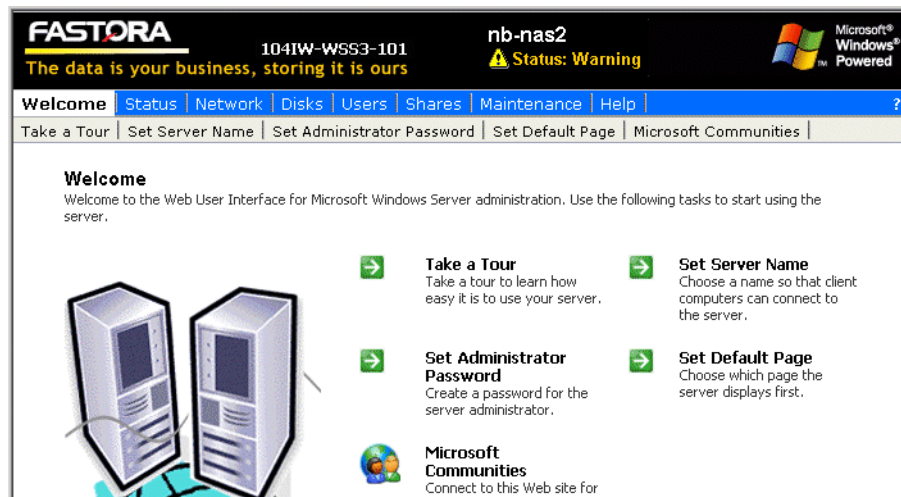 FASTORA
104IW-WSS3-101
The data is your business, storing it is ours
nb-nas2
Status: Warning
Microsoft®
Windows®
Powered
TM
Welcome | Status | Network | Disks | Users | Shares | Maintenance | Help | ?
Take a Tour | Set Server Name | Set Administrator Password | Set Default Page | Microsoft Communities |
Welcome
Welcome to the Web User Interface for Microsoft Windows Server administration. Use the following tasks to start using the
server.
Take a Tour
Take a tour to learn how
easy it is to use your server.
Set Server Name
Choose a name so that client
computers can connect to
the server.
Set Administrator
Password
Create a password for the
server administrator.
Set Default Page
Choose which page the
server displays first.
Microsoft
Communities
Connect to this Web site for